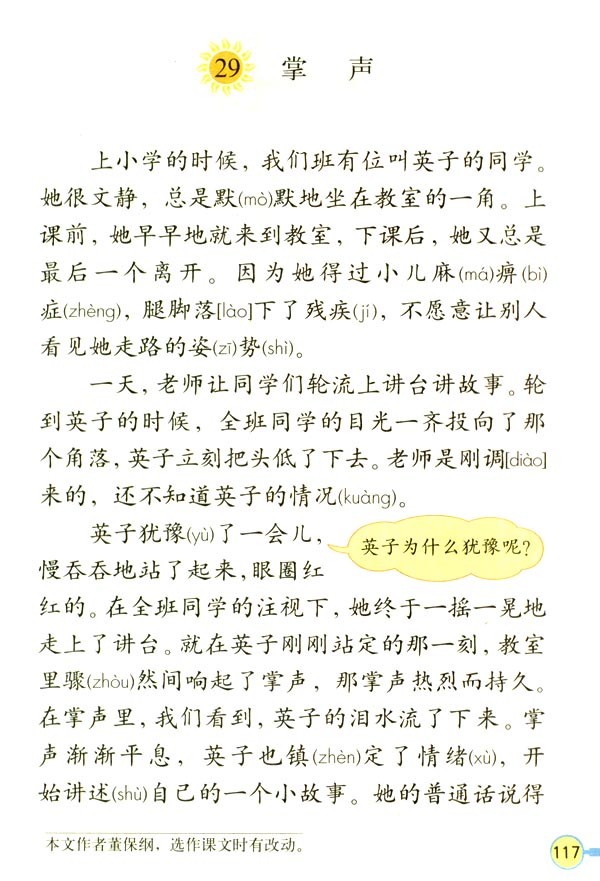 29 掌 声
上小学的时候，我们班有位叫英子的同学。
她很文静，总是默(mò)默地坐在教室的一角。上
课前，她早早地就来到教室，下课后，她又总是
最后一个离开。因为她得过小儿麻(má)痹(bì)
症(zhèng)，腿脚落[lào]下了残疾(jí)，不愿意让别人
看见她走路的姿(zī)势(shì)。
一天，老师让同学们轮流上讲台讲故事。轮
到英子的时候，全班同学的目光一齐投向了那
个角落，英子立刻把头低了下去。老师是刚调[diào]
来的，还不知道英子的情况(kuàng)。
英子犹豫(yù)了一会儿，
英子为什么犹豫呢？
慢吞吞地站了起来，眼圈红
红的。在全班同学的注视下，她终于一摇一晃地
走上了讲台。就在英子刚刚站定的那一刻，教室
里骤(zhòu)然间响起了掌声，那掌声热烈而持久。
在掌声里，我们看到，英子的泪水流了下来。掌
声渐渐平息，英子也镇(zhèn)定了情绪(xù)，开
始讲述(shù)自己的一个小故事。她的普通话说得
本文作者董保纲，选作课文时有改动。
117